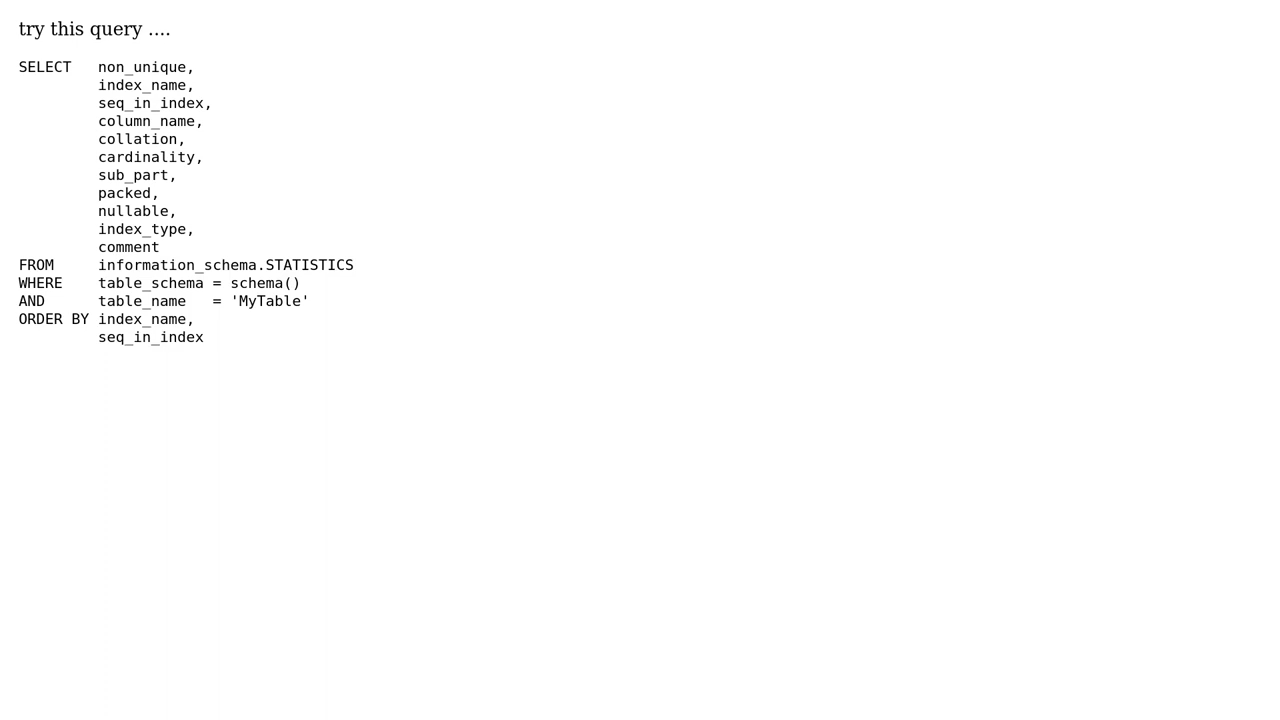 try this query ....
SELECT   non_unique,
         index_name,
         seq_in_index,
         column_name,
         collation,
         cardinality,
         sub_part,
         packed,
         nullable,
         index_type,
         comment
FROM     information_schema.STATISTICS
WHERE    table_schema = schema()
AND      table_name   = 'MyTable'
ORDER BY index_name,
         seq_in_index